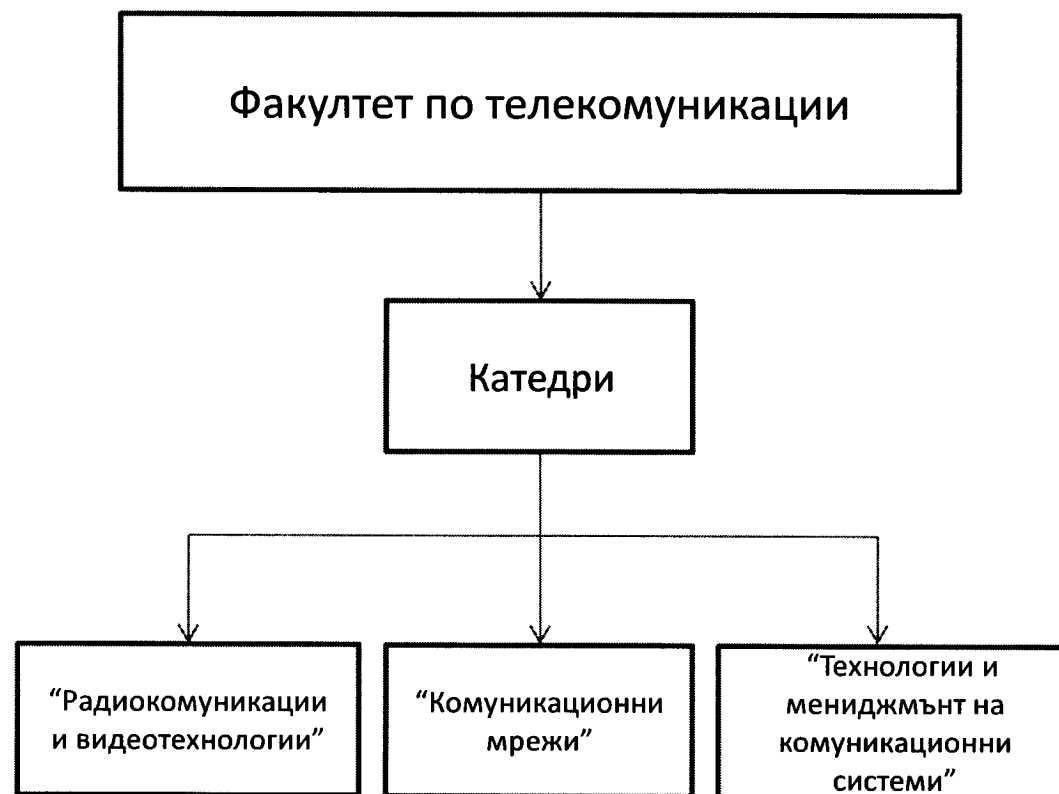 Факултет по телекомуникации
Катедри
“Радиокомуникации
и видеотехнологии”
“Комуникационни
мрежи”
“Технологии и
мениджмънт на
комуникационни
системи”